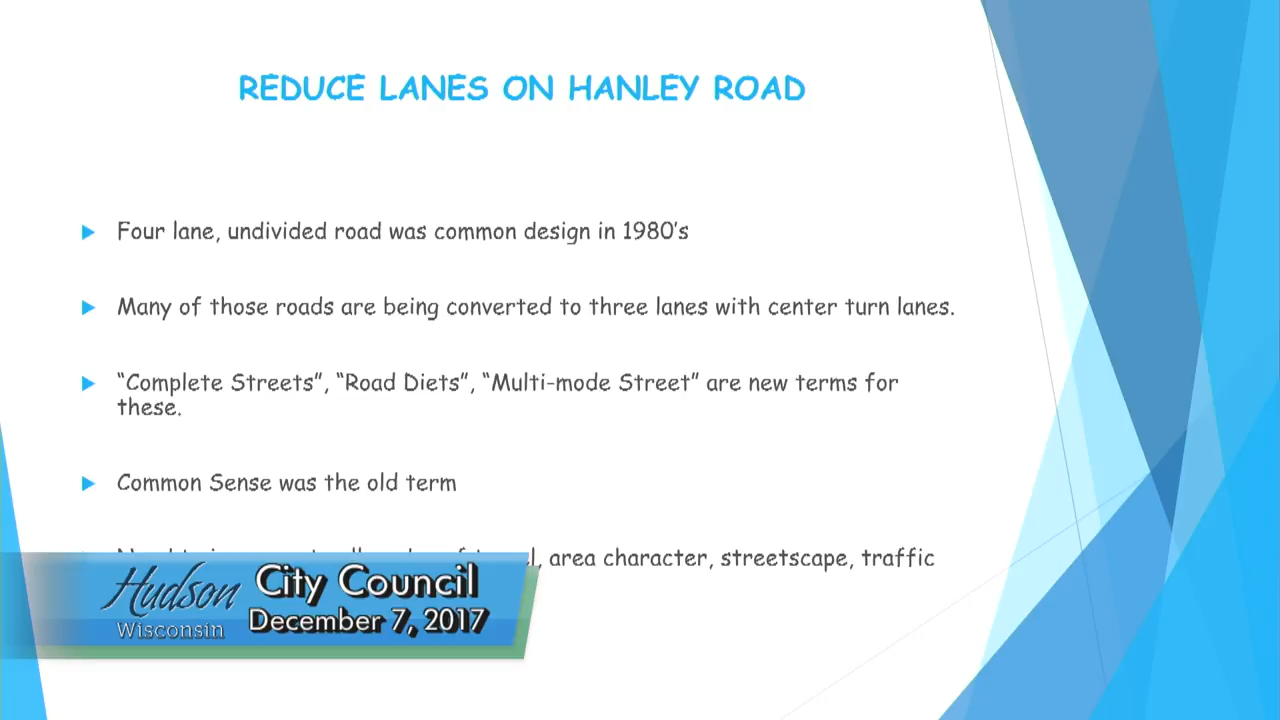 REDUCE LANES ON HANLEY ROAD
Four lane, undivided road was common design in 1980's
Many of those roads are being converted to three lanes with center turn lanes.
“Complete Streets”, “Road Diets”, “Multi-mode Street” are new terms for
these.
Common Sense was the old term
area character, streetscape, traffic
Hudson
Wisconsin
City Council
December 7, 2017